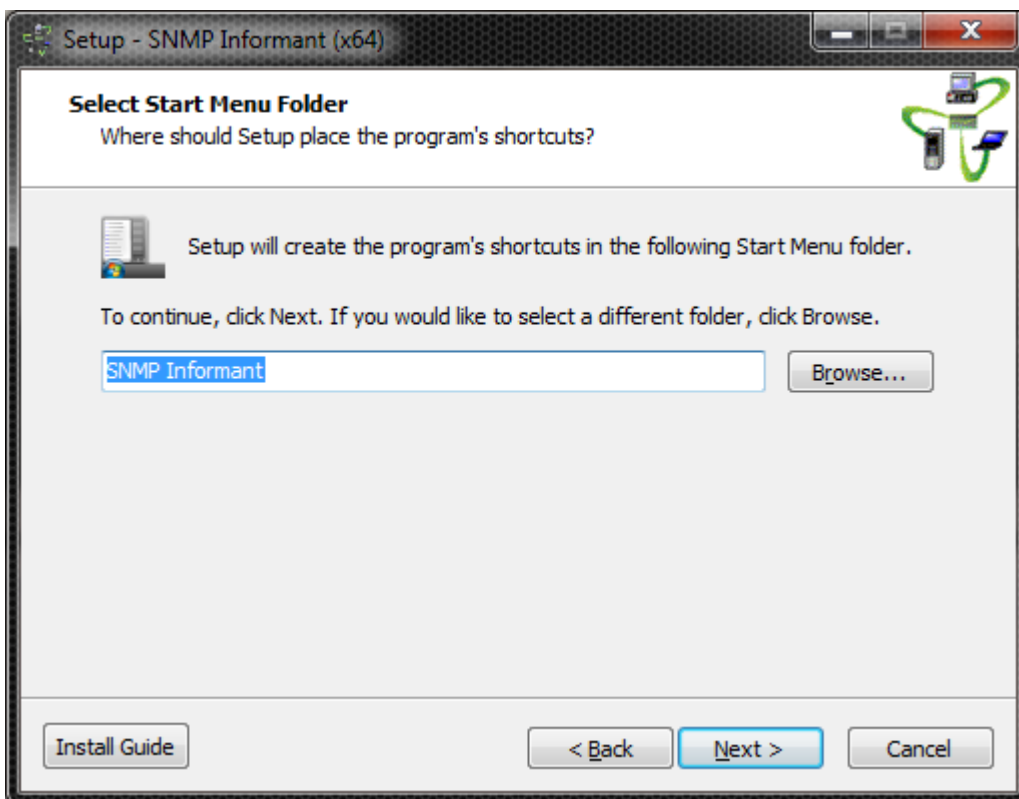 Setup - SNMP Informant (x64)
Select Start Menu Folder
Where should Setup place the program's shortcuts?
Setup will create the program's shortcuts in the following Start Menu folder.
To continue, click Next. If you would like to select a different folder, click Browse.
SNMP Informant
Browse...
Install Guide
< Back
Next >
Cancel